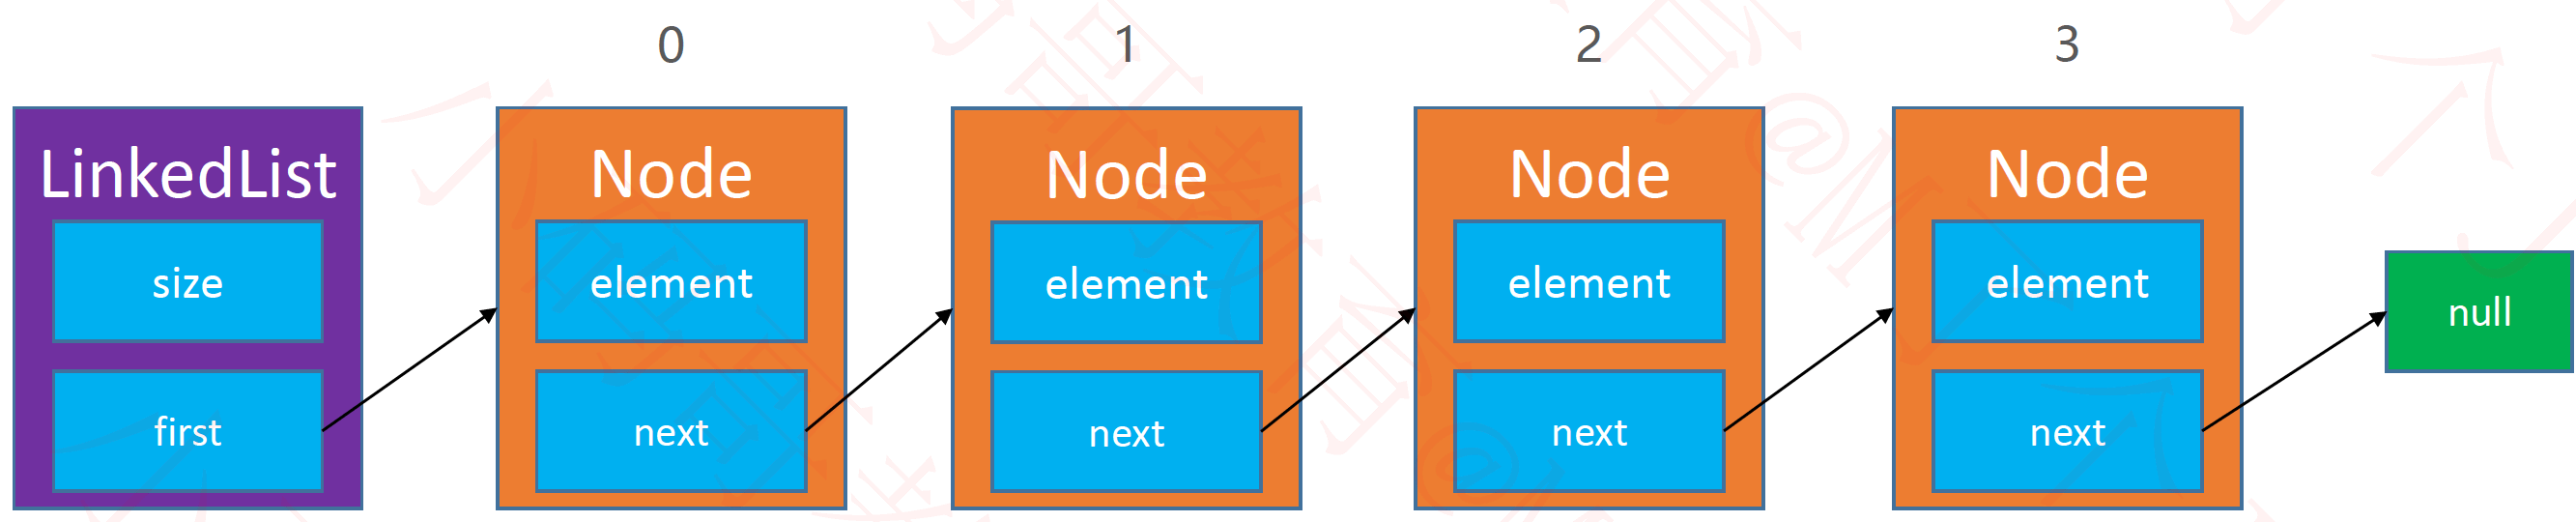 0
1
2
3
LinkedList
size
first
Node
element
next
Node
element
next
Node
element
next
Node
element
next
null